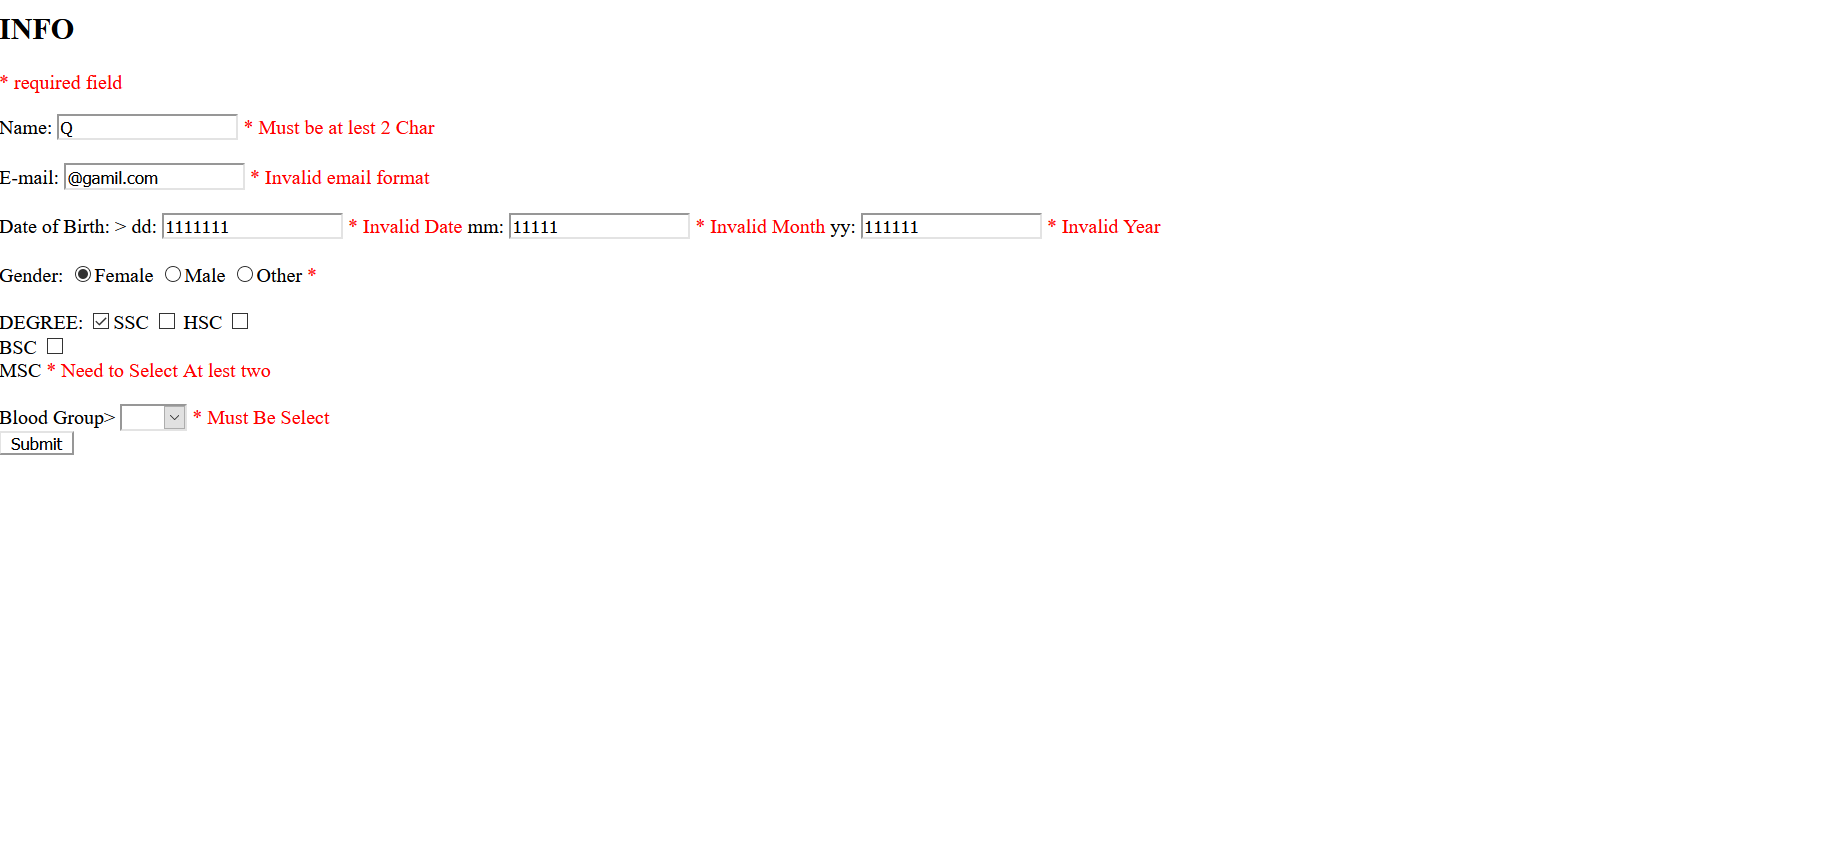 INFO
* required field
Name: Q * Must be at lest 2 Char
E-mail: @gamil.com * Invalid email format
Date of Birth: > dd: 1111111 * Invalid Date mm: 11111 * Invalid Month yy: 111111 * Invalid Year
Gender: Female Male Other *
DEGREE: SSC HSC
BSC
MSC * Need to Select At lest two
Blood Group> * Must Be Select
Submit